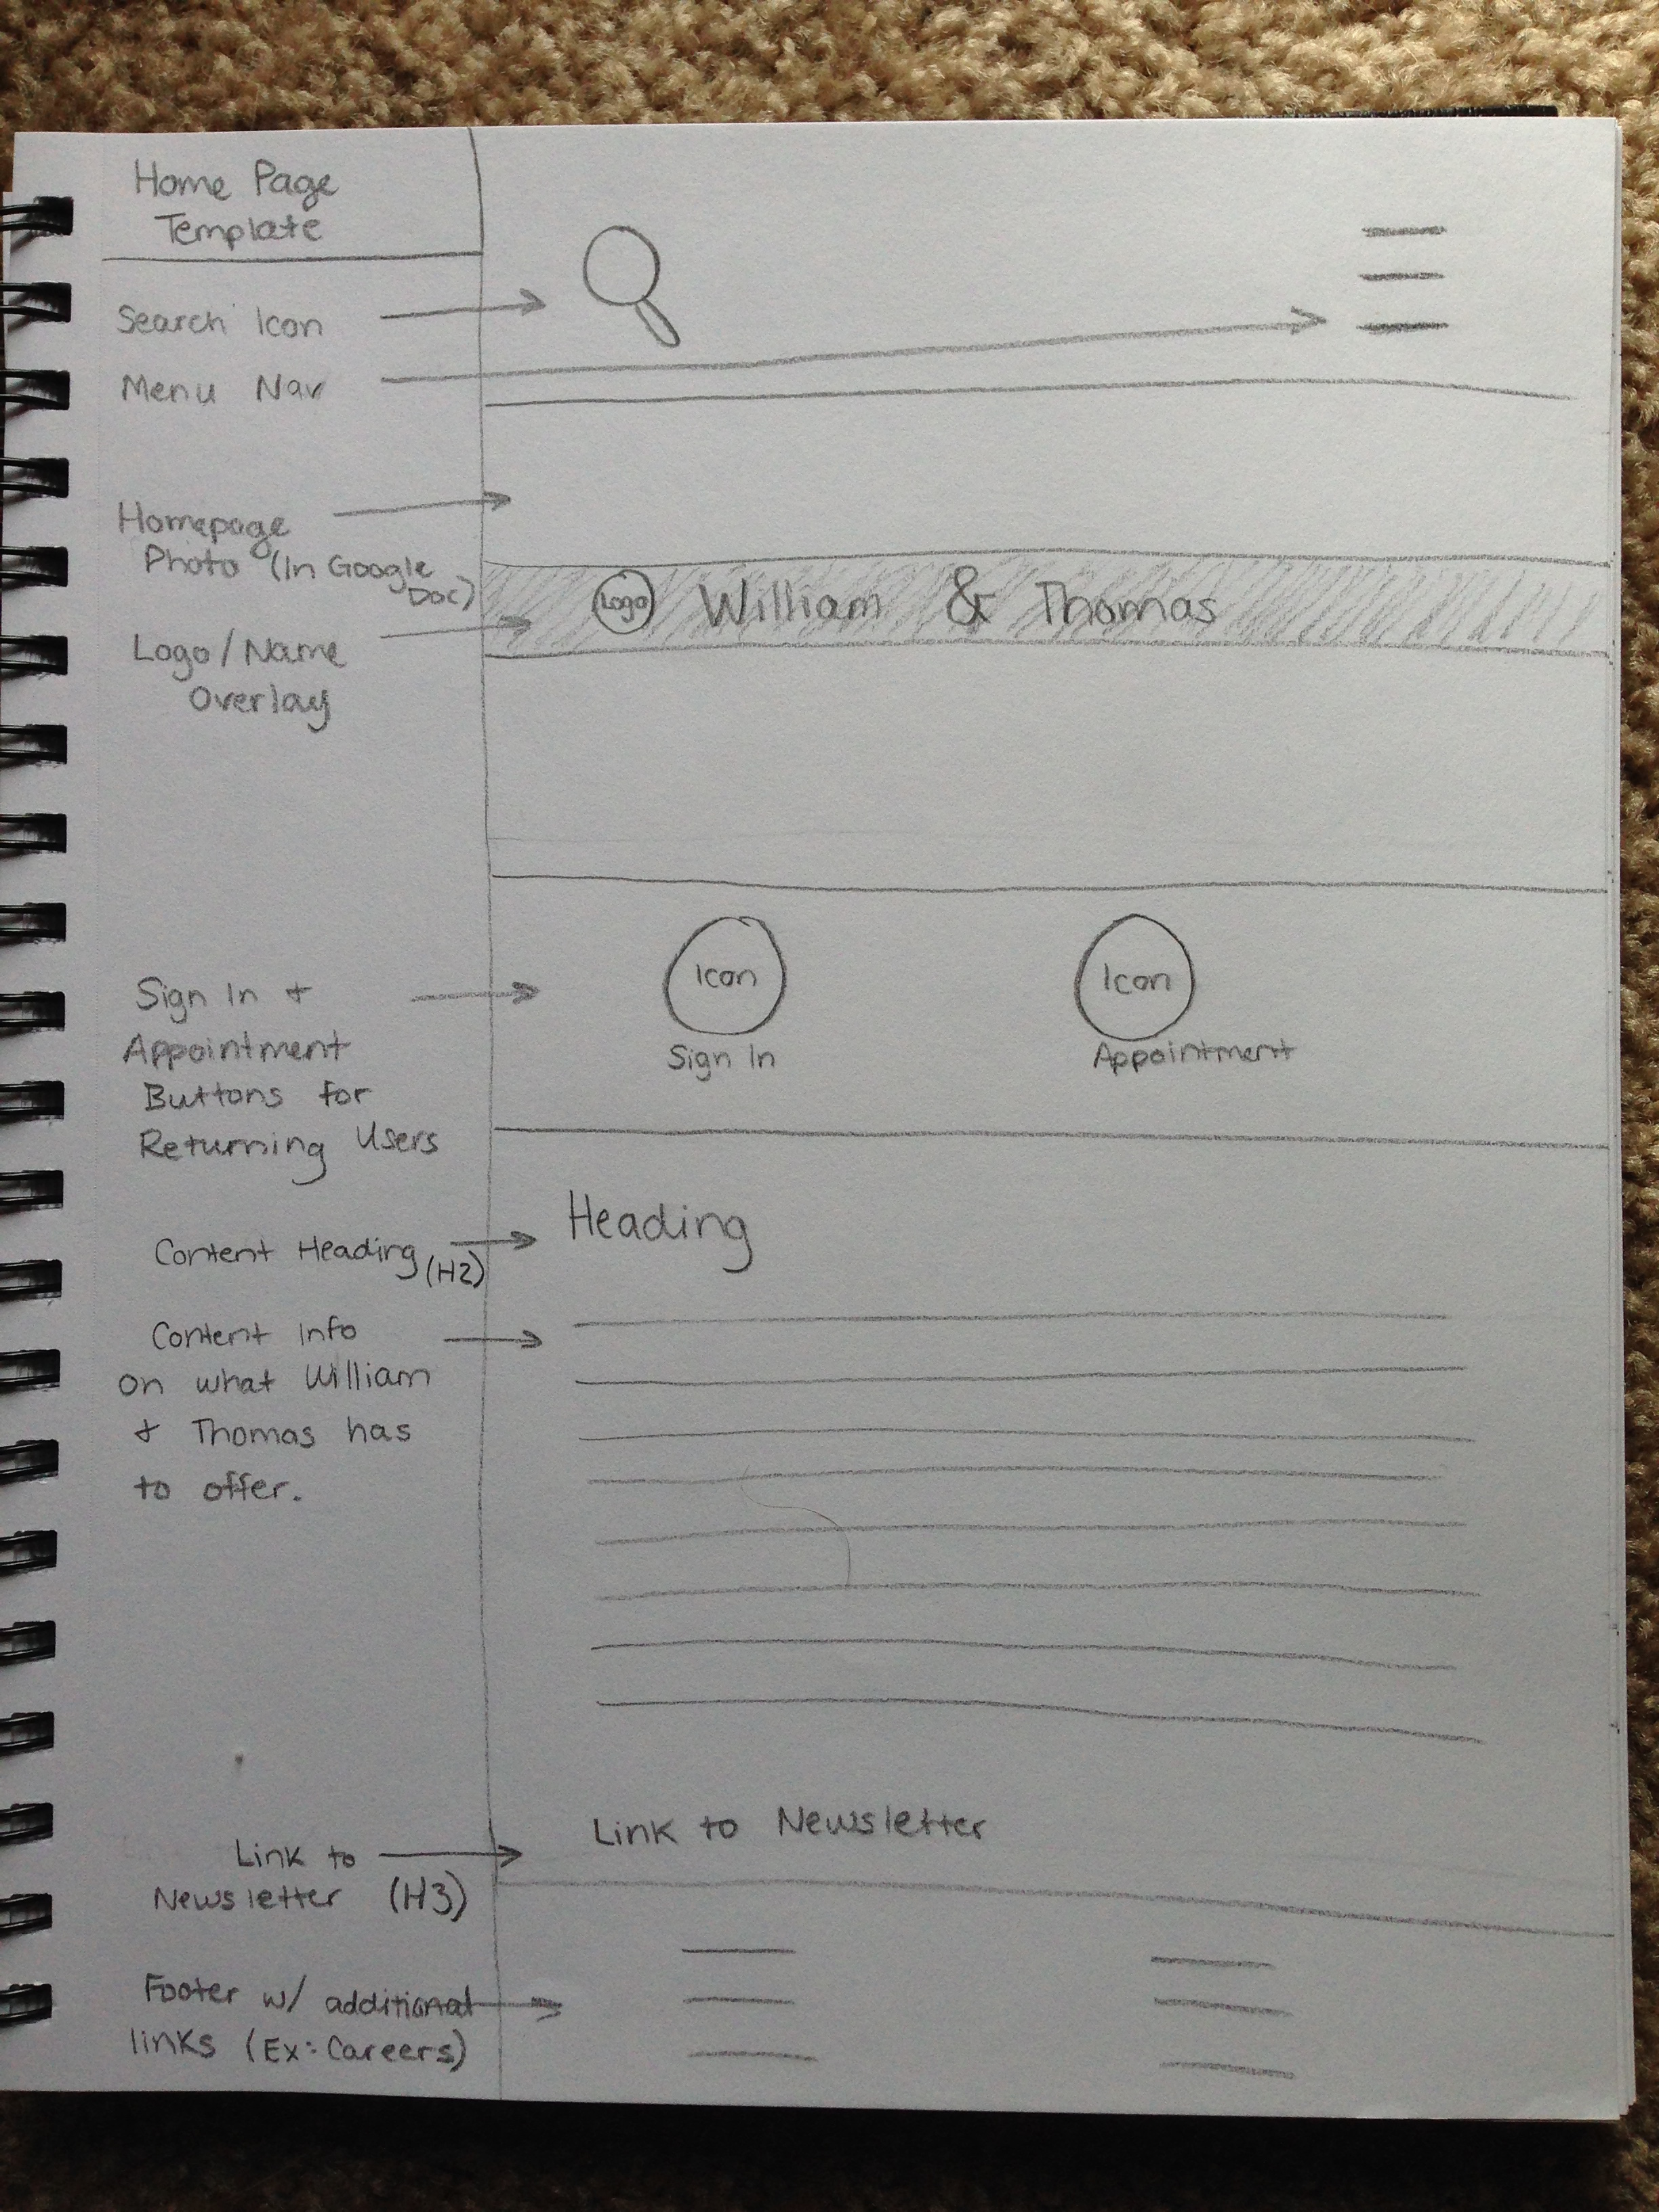 Home Page
Template
Search Icon
Menu Nav
Homepage
Photo (In Google
Doc)
Logo/Name
Overlay
Logo William & Thomas
Sign In +
Appointment
Buttons for
Returning Users
Icon Icon
Sign In Appointment
Content Heading (H2)
Heading
Content Info
on what William
+ Thomas has
to offer.
Link to
Newsletter (H3)
Link to Newsletter
Footer w/ additional
links (Ex: Careers)